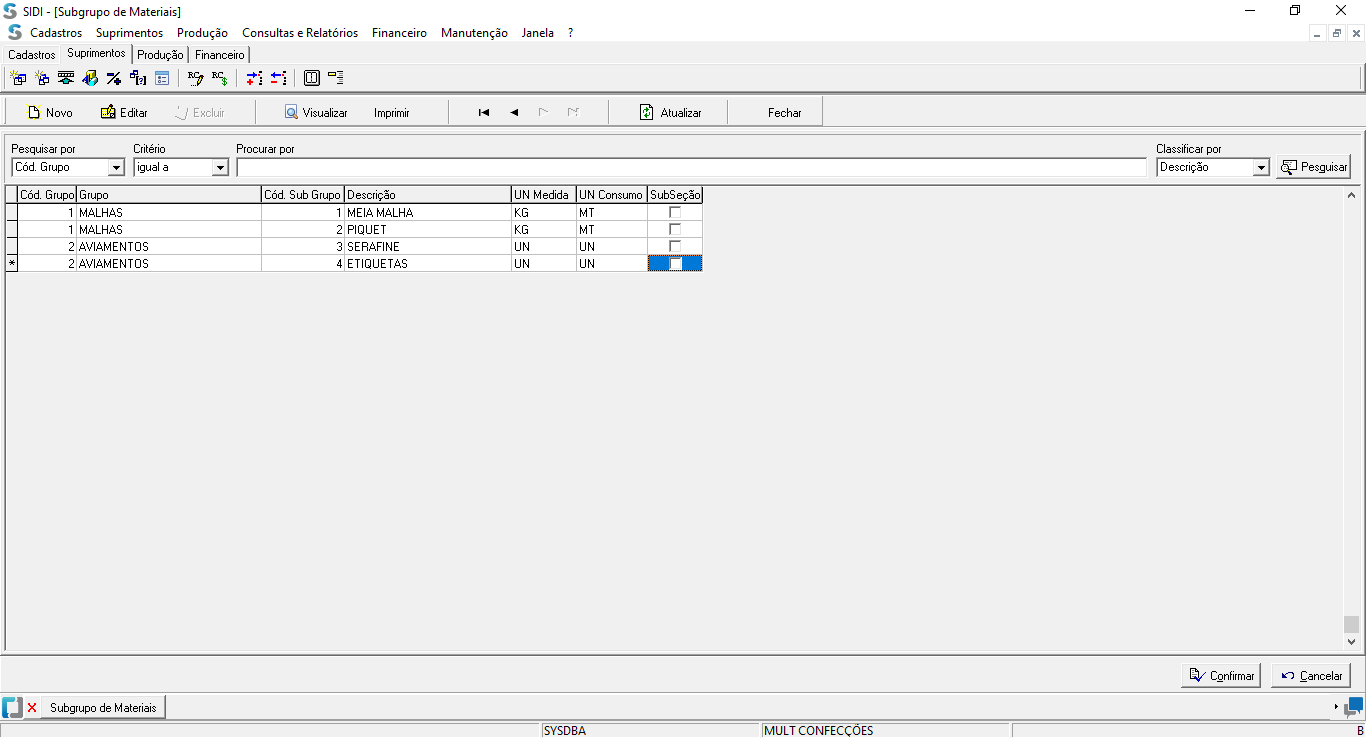 SIDI - [Subgrupo de Materiais]
Cadastros Suprimentos Produção Consultas e Relatórios Financeiro Manutenção Janela ?
Cadastros Suprimentos Produção Financeiro
Novo Editar Excluir Visualizar Imprimir Atualizar Fechar
Pesquisar por Critério Procurar por Classificar por
Cód. Grupo igual a Descrição Pesquisar
Cód. Grupo Grupo Cód. Sub Grupo Descrição UN Medida UN Consumo SubSeção
1 MALHAS 1 MEIA MALHA KG MT
1 MALHAS 2 PIQUET KG MT
2 AVIAMENTOS 3 SERAFINE UN UN
* 2 AVIAMENTOS 4 ETIQUETAS UN UN
Confirmar Cancelar
Subgrupo de Materiais
SYSDBA MULT CONFECÇÕES B